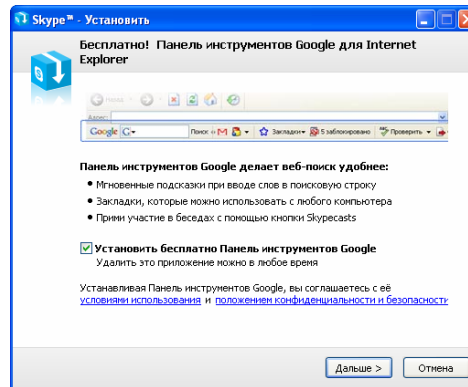 Skype™ - Установить
Бесплатно! Панель инструментов Google для Internet
Explorer
Адрес:
Google G Поиск Закладки 5 заблокировано Проверить
Панель инструментов Google делает веб-поиск удобнее:
• Мгновенные подсказки при вводе слов в поисковую строку
• Закладки, которые можно использовать с любого компьютера
• Прими участие в беседах с помощью кнопки Skypecasts
Установить бесплатно Панель инструментов Google
Удалить это приложение можно в любое время
Устанавливая Панель инструментов Google, вы соглашаетесь с её
условиями использования и положением конфиденциальности и безопасности
Дальше > Отмена